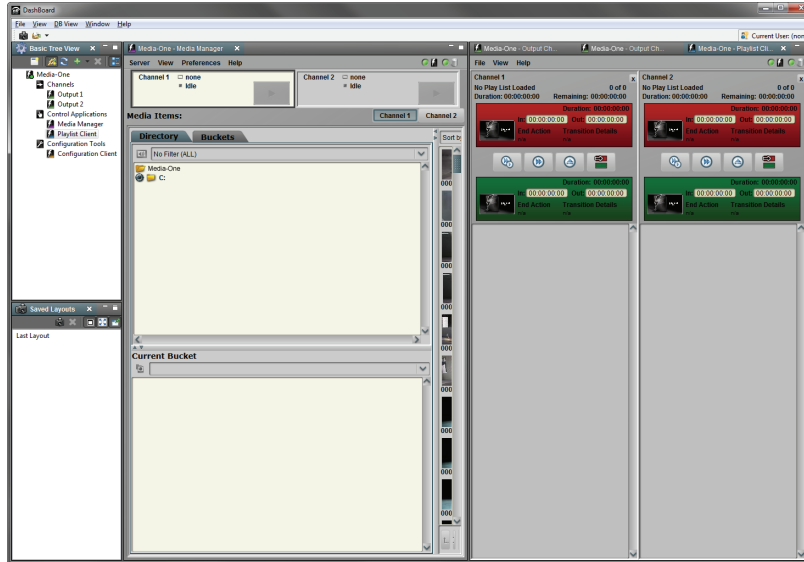 DashBoard
File View DB View Window Help
Current User: (non
Basic Tree View
Media-One
Channels
Output 1
Output 2
Control Applications
Media Manager
Playlist Client
Configuration Tools
Configuration Client
Saved Layouts
Last Layout
Media-One - Media Manager
Server View Preferences Help
Channel 1 none
Idle
Channel 2 none
Idle
Media Items:
Channel 1 Channel 2
Directory Buckets
Sort by
No Filter (ALL)
Media-One
C:
000
000
000
000
000
000
000
000
000
Current Bucket
Media-One - Output Ch... Media-One - Output Ch... Media-One - Playlist Cli...
File View Help
Channel 1 x
No Play List Loaded 0 of 0
Duration: 00:00:00:00 Remaining: 00:00:00:00
Duration: 00:00:00:00
In: 00:00:00:00 Out: 00:00:00:00
End Action Transition Details
Duration: 00:00:00:00
In: 00:00:00:00 Out: 00:00:00:00
End Action Transition Details
Channel 2 x
No Play List Loaded 0 of 0
Duration: 00:00:00:00 Remaining: 00:00:00:00
Duration: 00:00:00:00
In: 00:00:00:00 Out: 00:00:00:00
End Action Transition Details
Duration: 00:00:00:00
In: 00:00:00:00 Out: 00:00:00:00
End Action Transition Details